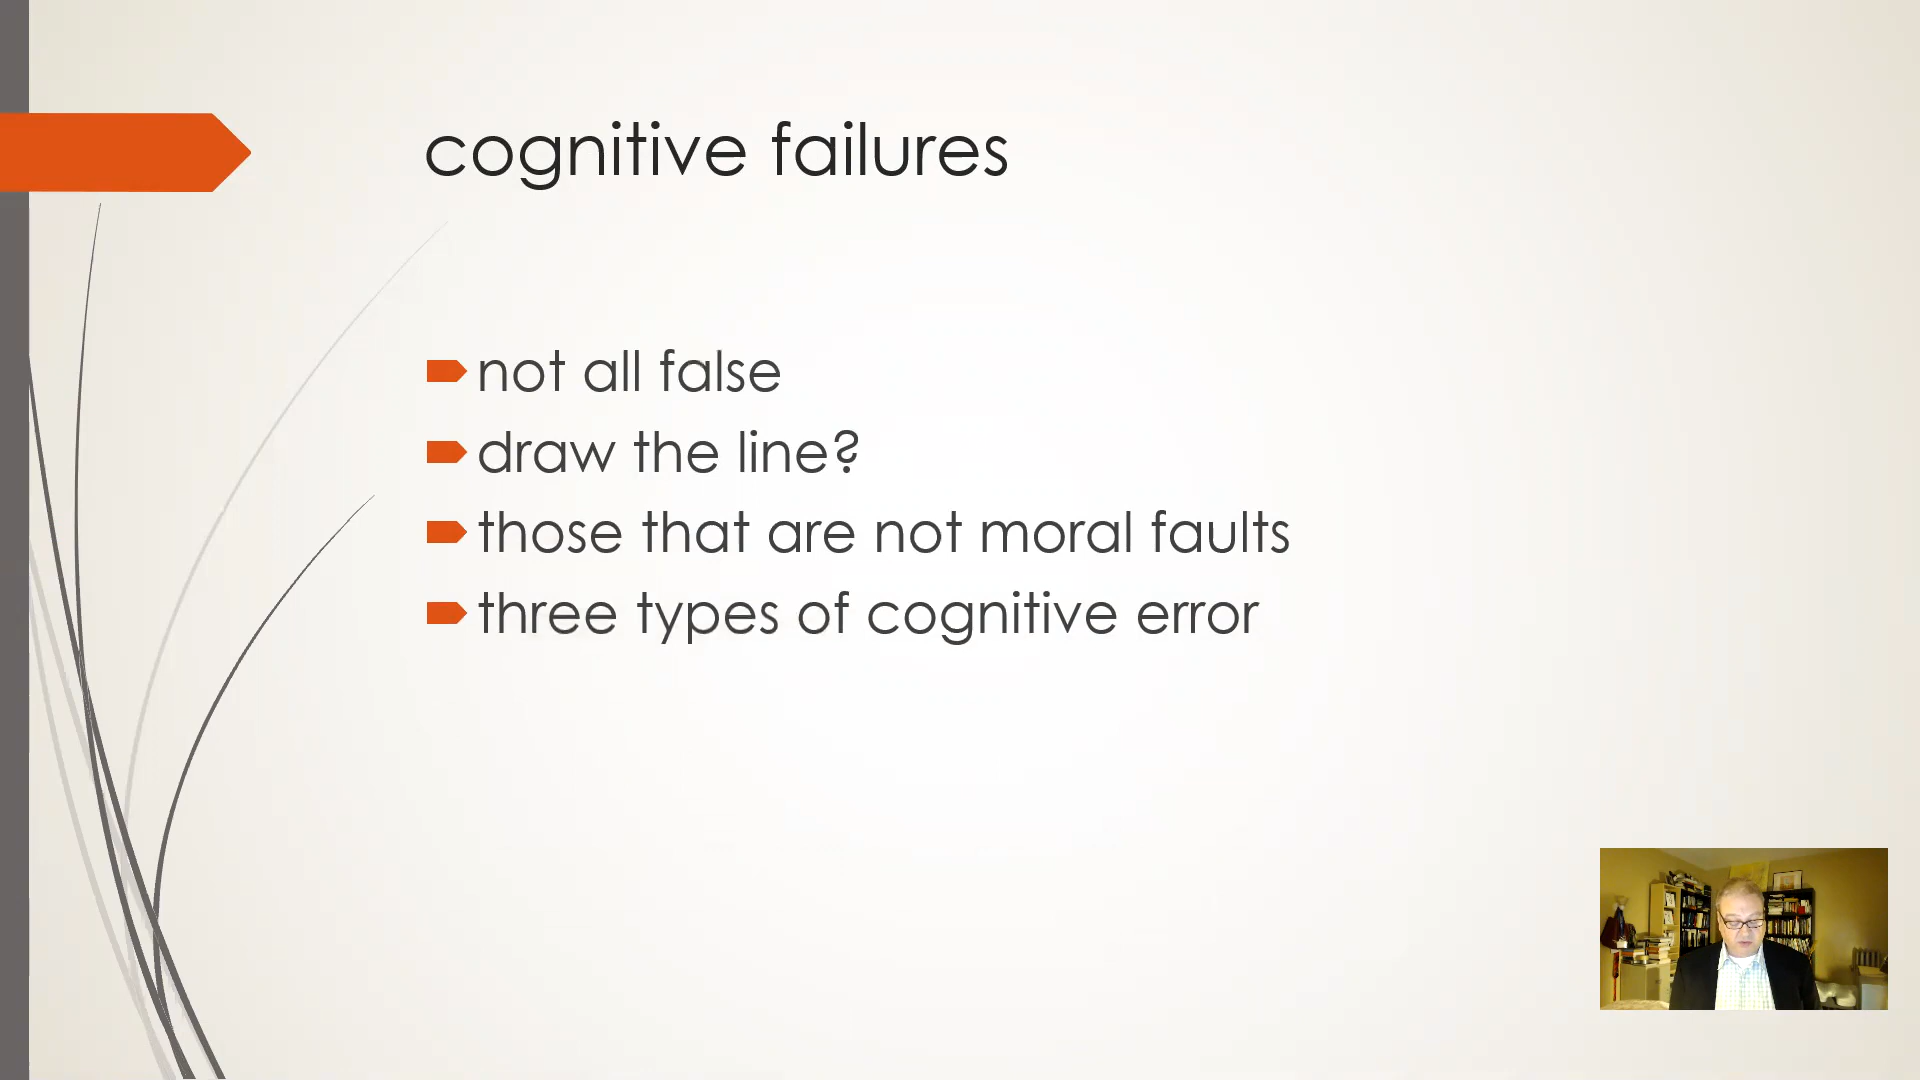 cognitive failures
not all false
draw the line?
those that are not moral faults
three types of cognitive error